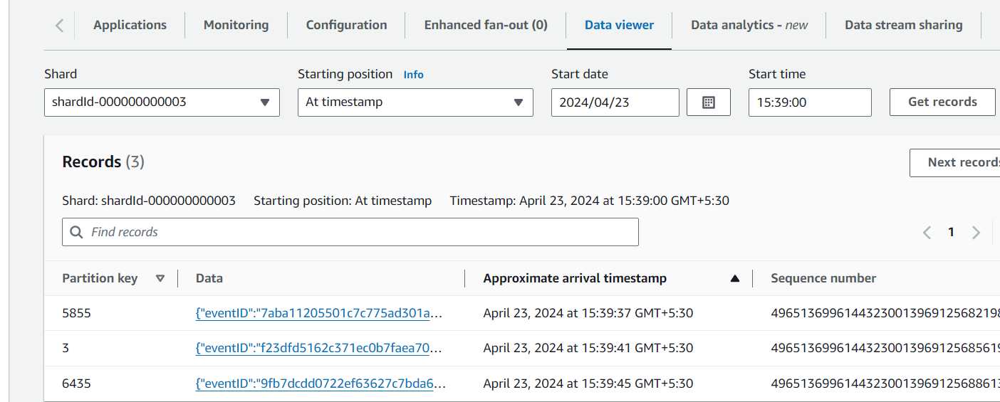 Applications Monitoring Configuration Enhanced fan-out (0) Data viewer Data analytics - new Data stream sharing
Shard Starting position Info Start date Start time
shardId-000000000003 At timestamp 2024/04/23 15:39:00 Get records
Records (3) Next records
Shard: shardId-000000000003 Starting position: At timestamp Timestamp: April 23, 2024 at 15:39:00 GMT+5:30
Find records 1
Partition key Data Approximate arrival timestamp Sequence number
5855 {"eventID":"7aba11205501c7c775ad301a... April 23, 2024 at 15:39:37 GMT+5:30 4965136996144323001396912568219
3 {"eventID":"f23dfd5162c371ec0b7faea70... April 23, 2024 at 15:39:41 GMT+5:30 4965136996144323001396912568561
6435 {"eventID":"9fb7dcdd0722ef63627c7bda6... April 23, 2024 at 15:39:45 GMT+5:30 4965136996144323001396912568861